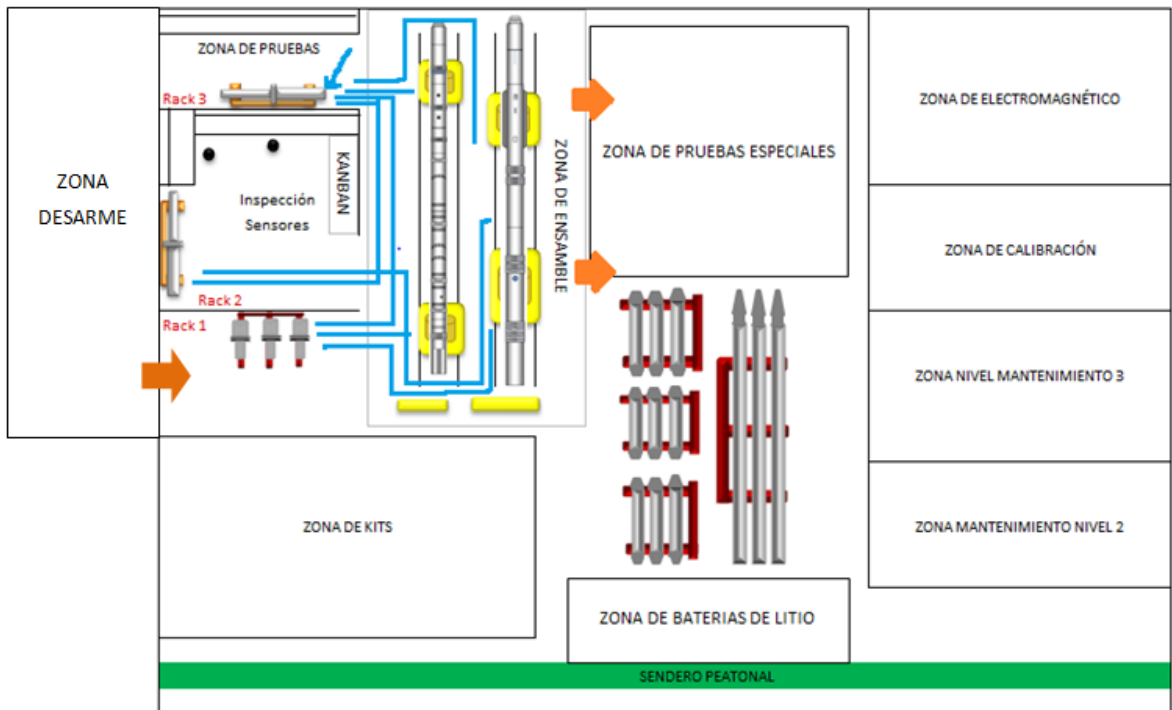 ZONA
DESARME
ZONA DE PRUEBAS
Rack 3
KANBAN
Inspección
Sensores
Rack 2
Rack 1
ZONA DE ENSAMBLE
ZONA DE PRUEBAS ESPECIALES
ZONA DE ELECTROMAGNÉTICO
ZONA DE CALIBRACIÓN
ZONA NIVEL MANTENIMIENTO 3
ZONA MANTENIMIENTO NIVEL 2
ZONA DE KITS
ZONA DE BATERIAS DE LITIO
SENDERO PEATONAL